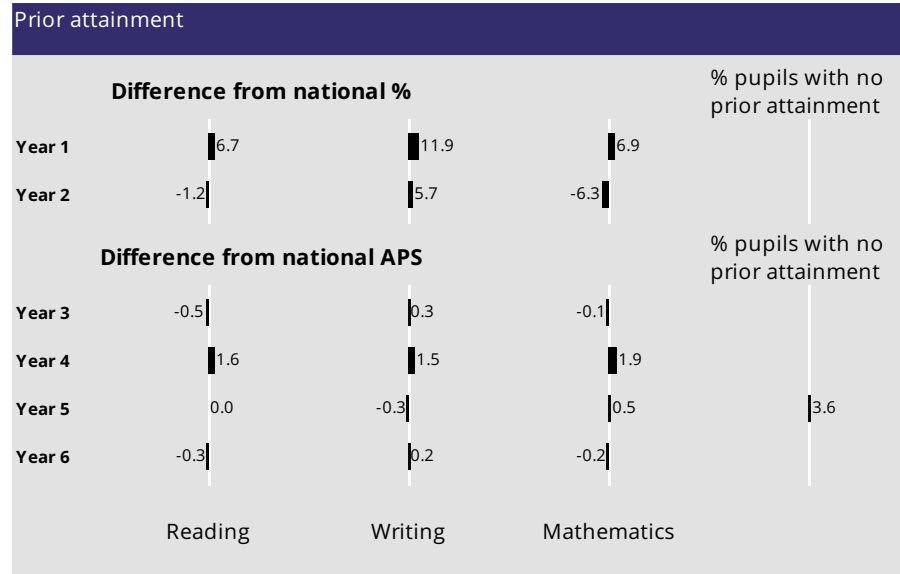 Prior attainment
Difference from national %
% pupils with no
prior attainment
Year 1 6.7 11.9 6.9
Year 2 -1.2 5.7 -6.3
Difference from national APS
% pupils with no
prior attainment
Year 3 -0.5 0.3 -0.1
Year 4 1.6 1.5 1.9
Year 5 0.0 -0.3 0.5 3.6
Year 6 -0.3 0.2 -0.2
Reading Writing Mathematics